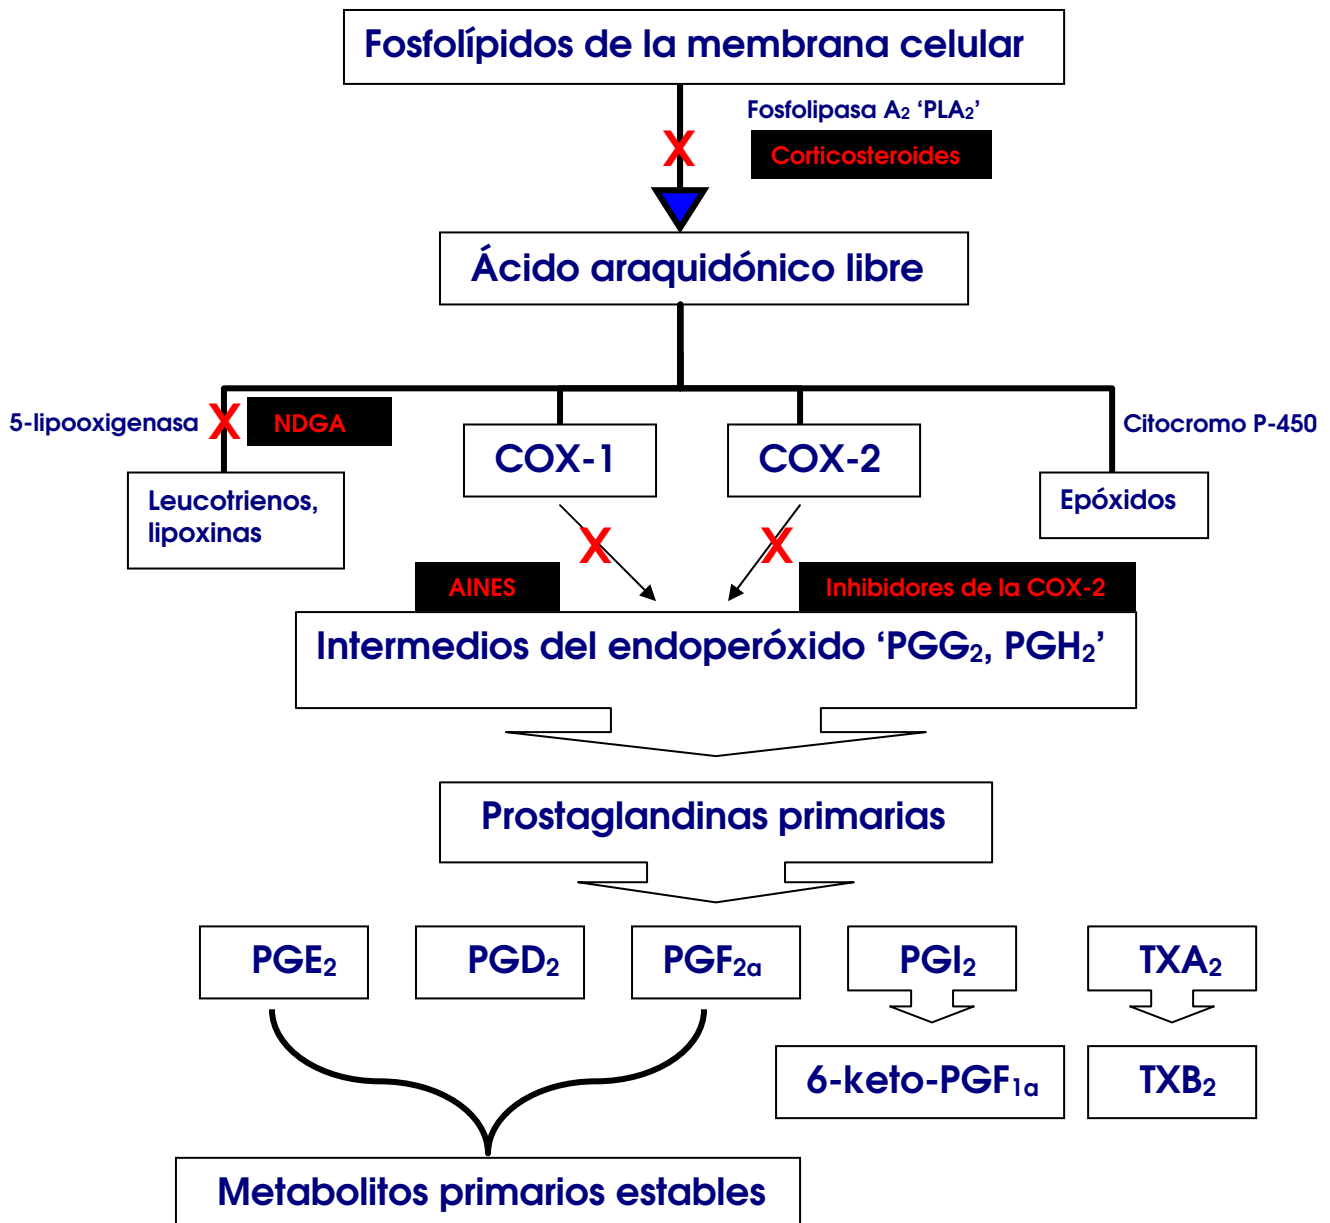 Fosfolípidos de la membrana celular
Fosfolipasa A₂ ‘PLA₂’
X
Corticosteroides
Ácido araquidónico libre
5-lipooxigenasa
X
NDGA
Citocromo P-450
COX-1
COX-2
Leucotrienos,
lipoxinas
Epóxidos
X
X
AINES
Inhibidores de la COX-2
Intermedios del endoperóxido ‘PGG₂, PGH₂’
Prostaglandinas primarias
PGE₂
PGD₂
PGF₂a
PGI₂
TXA₂
6-keto-PGF₁a
TXB₂
Metabolitos primarios estables